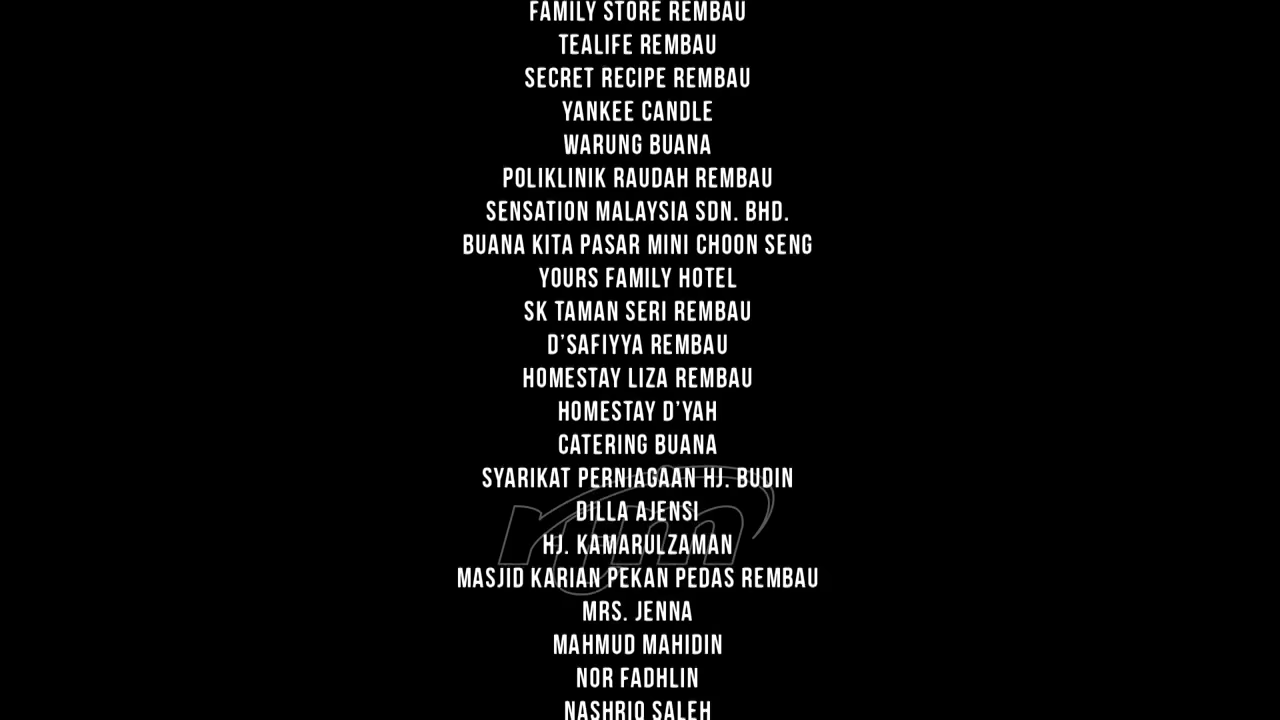 FAMILY STORE REMBAU
TEALIFE REMBAU
SECRET RECIPE REMBAU
YANKEE CANDLE
WARUNG BUANA
POLIKLINIK RAUDAH REMBAU
SENSATION MALAYSIA SDN. BHD.
BUANA KITA PASAR MINI CHOON SENG
YOURS FAMILY HOTEL
SK TAMAN SERI REMBAU
D'SAFIYYA REMBAU
HOMESTAY LIZA REMBAU
HOMESTAY D'YAH
CATERING BUANA
SYARIKAT PERNIAGAAN HJ. BUDIN
DILLA AJENSI
rtm
HJ. KAMARULZAMAN
MASJID KARIAN PEKAN PEDAS REMBAU
MRS. JENNA
MAHMUD MAHIDIN
NOR FADHLIN
NASHRIQ SALEH